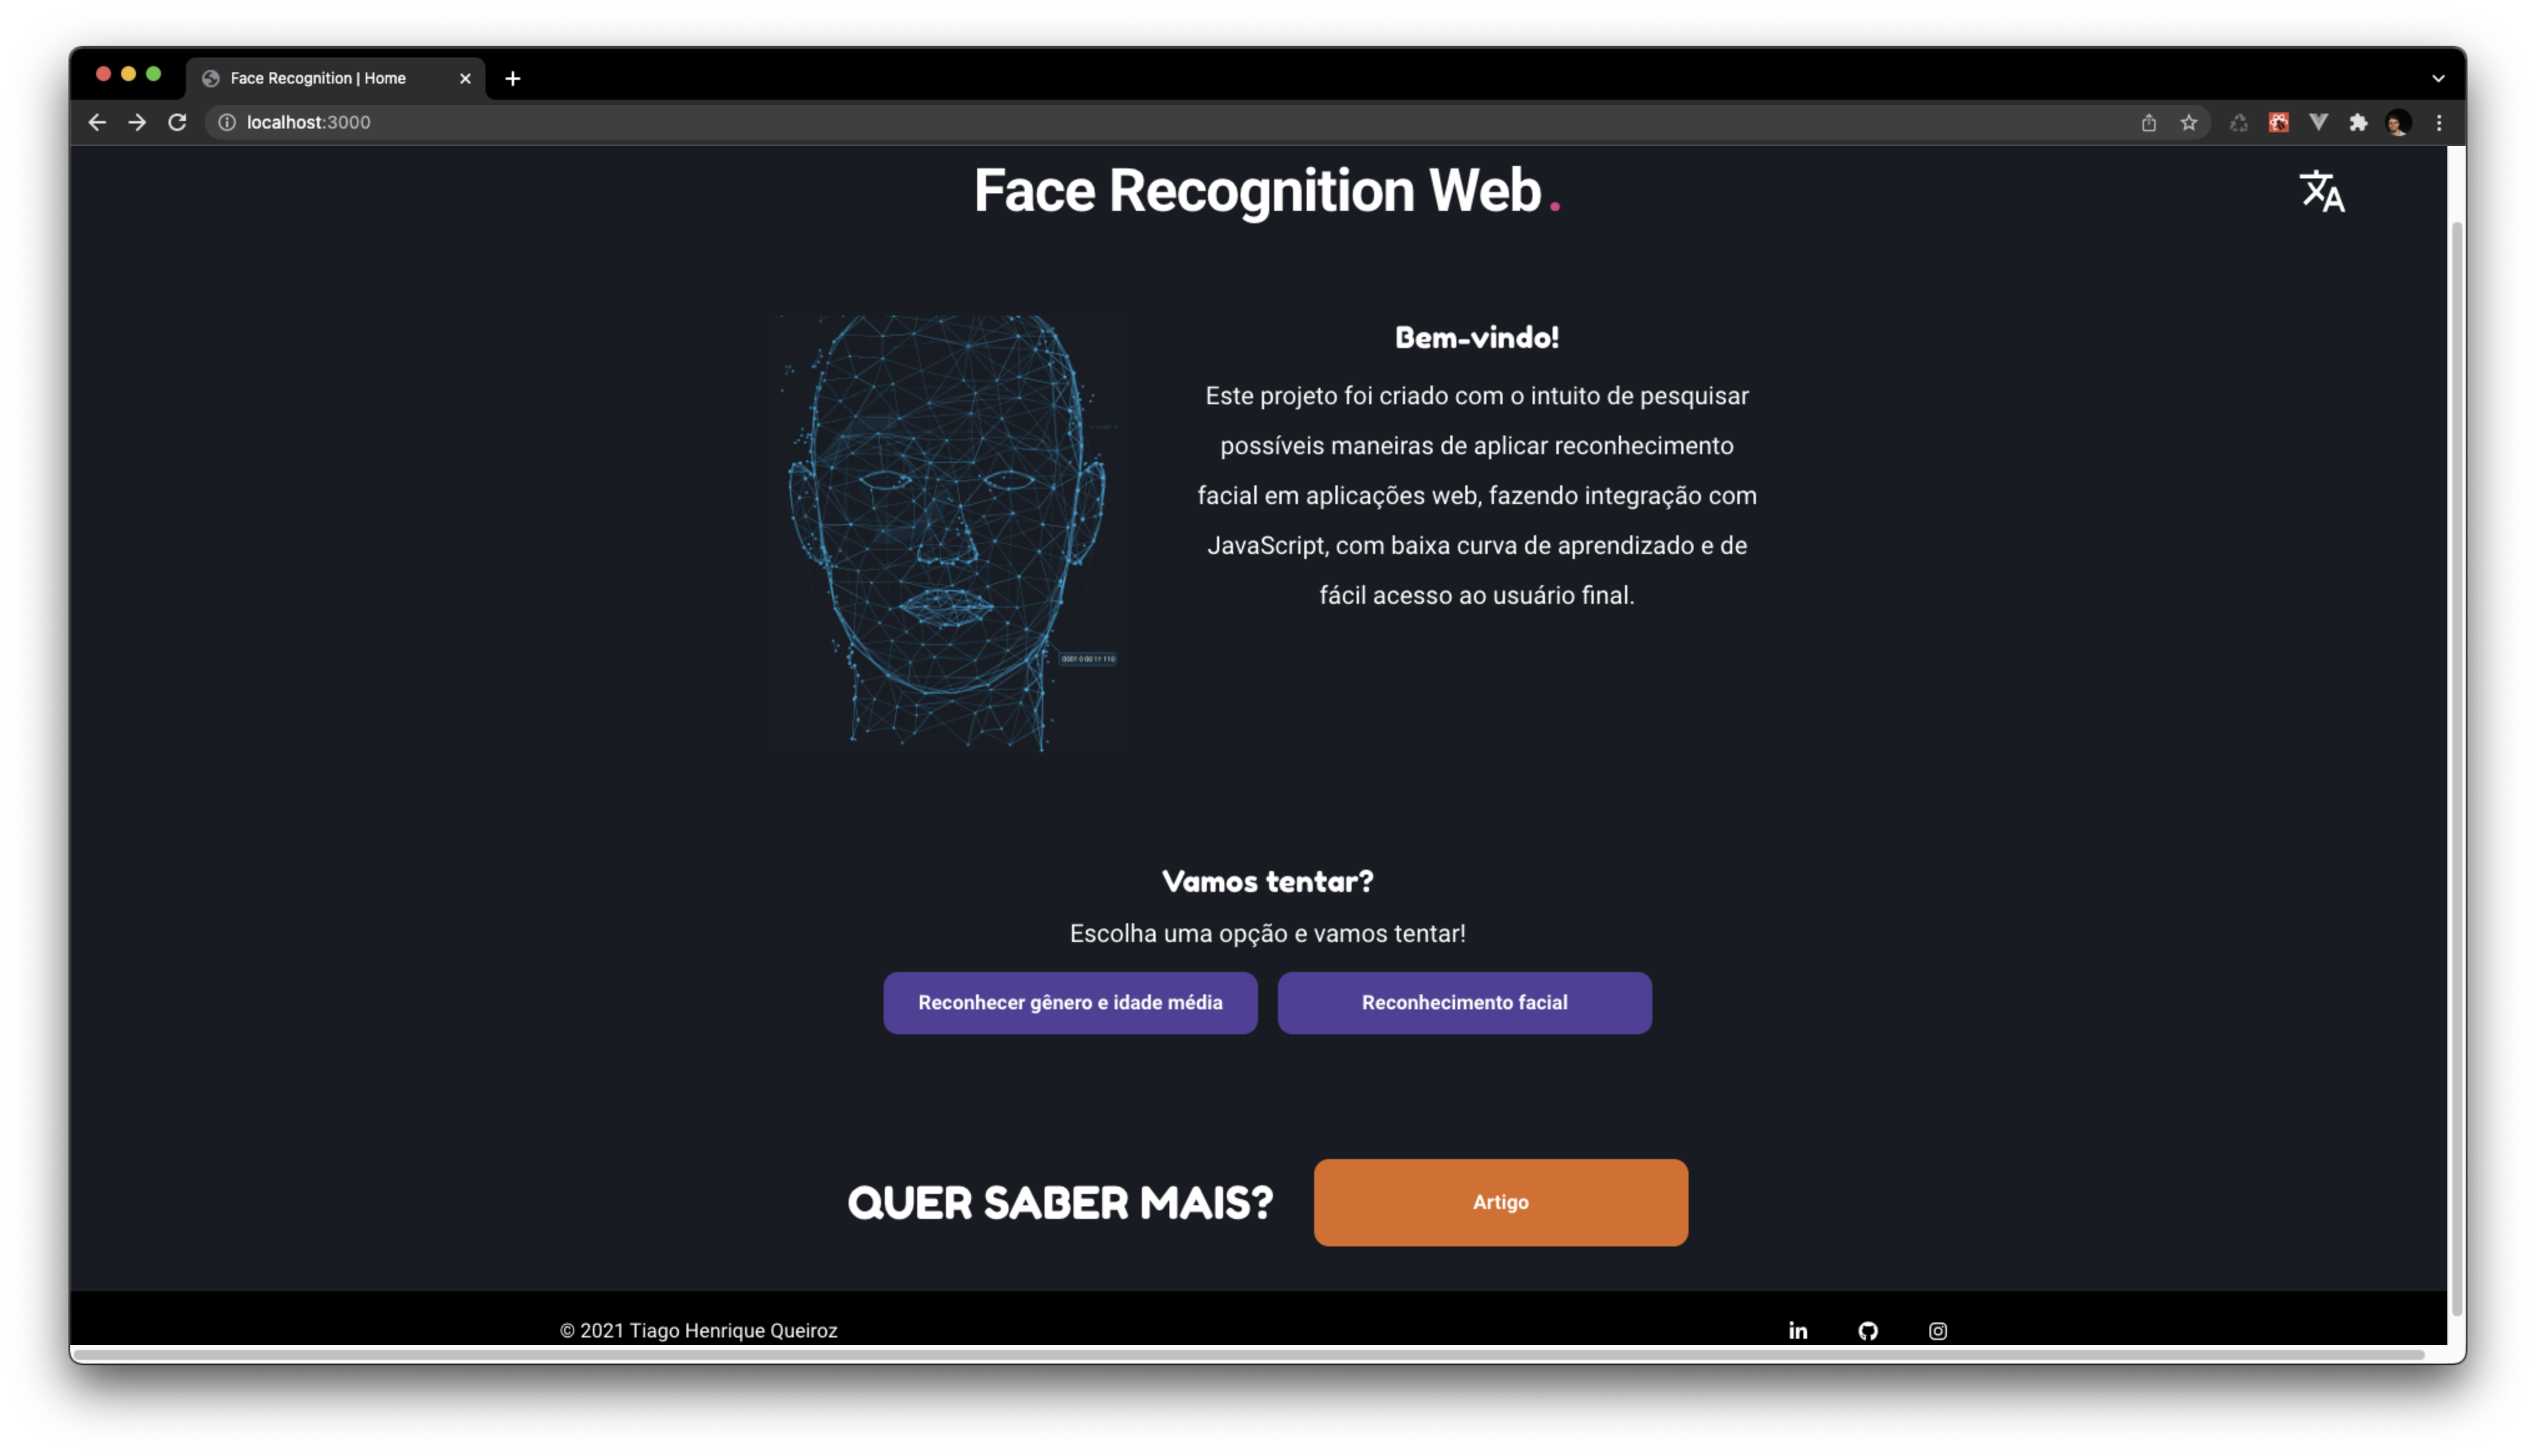 Face Recognition | Home
localhost:3000
Face Recognition Web.
Bem-vindo!
Este projeto foi criado com o intuito de pesquisar
possíveis maneiras de aplicar reconhecimento
facial em aplicações web, fazendo integração com
JavaScript, com baixa curva de aprendizado e de
fácil acesso ao usuário final.
Vamos tentar?
Escolha uma opção e vamos tentar!
Reconhecer gênero e idade média
Reconhecimento facial
QUER SABER MAIS?
Artigo
© 2021 Tiago Henrique Queiroz